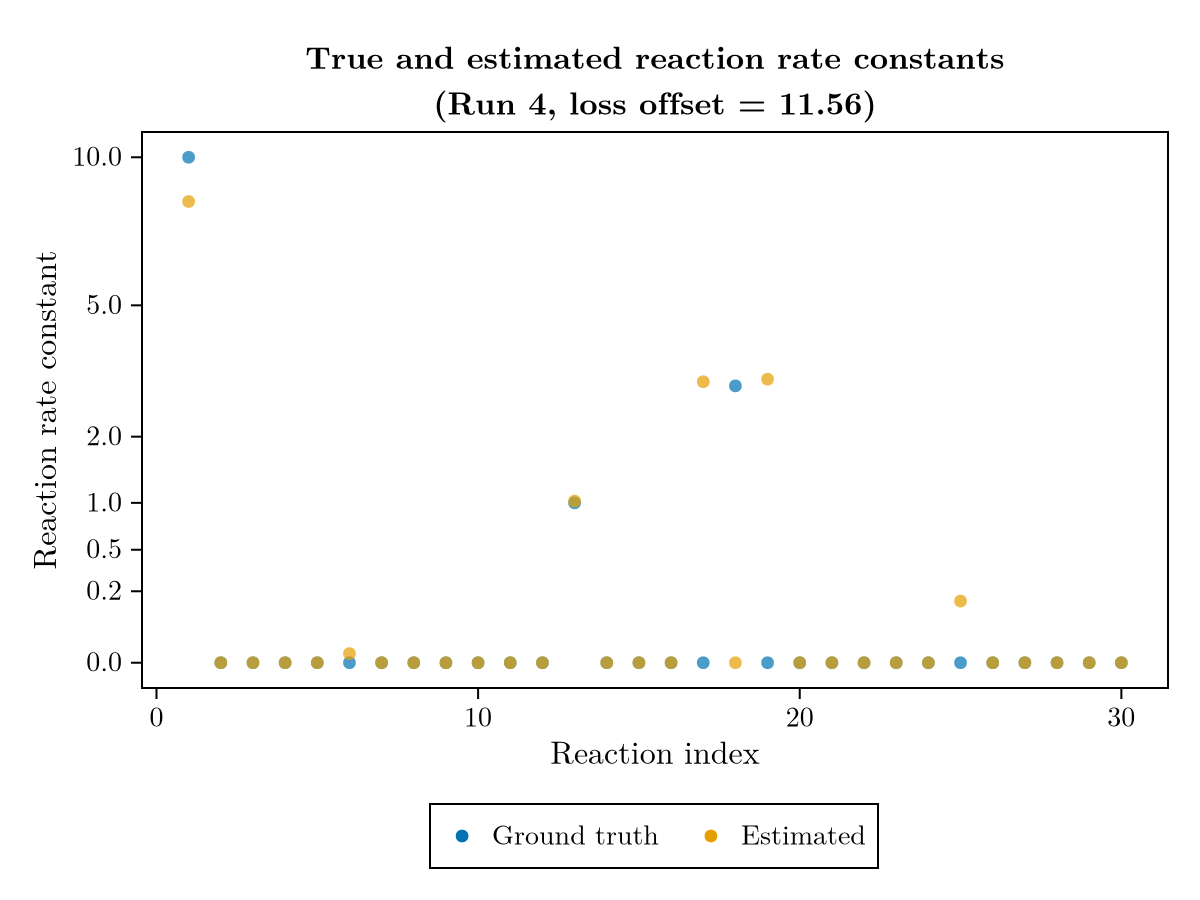 True and estimated reaction rate constants
(Run 4, loss offset = 11.56)
Reaction rate constant
10.0
5.0
2.0
1.0
0.5
0.2
0.0
0 10 20 30
Reaction index
Ground truth Estimated